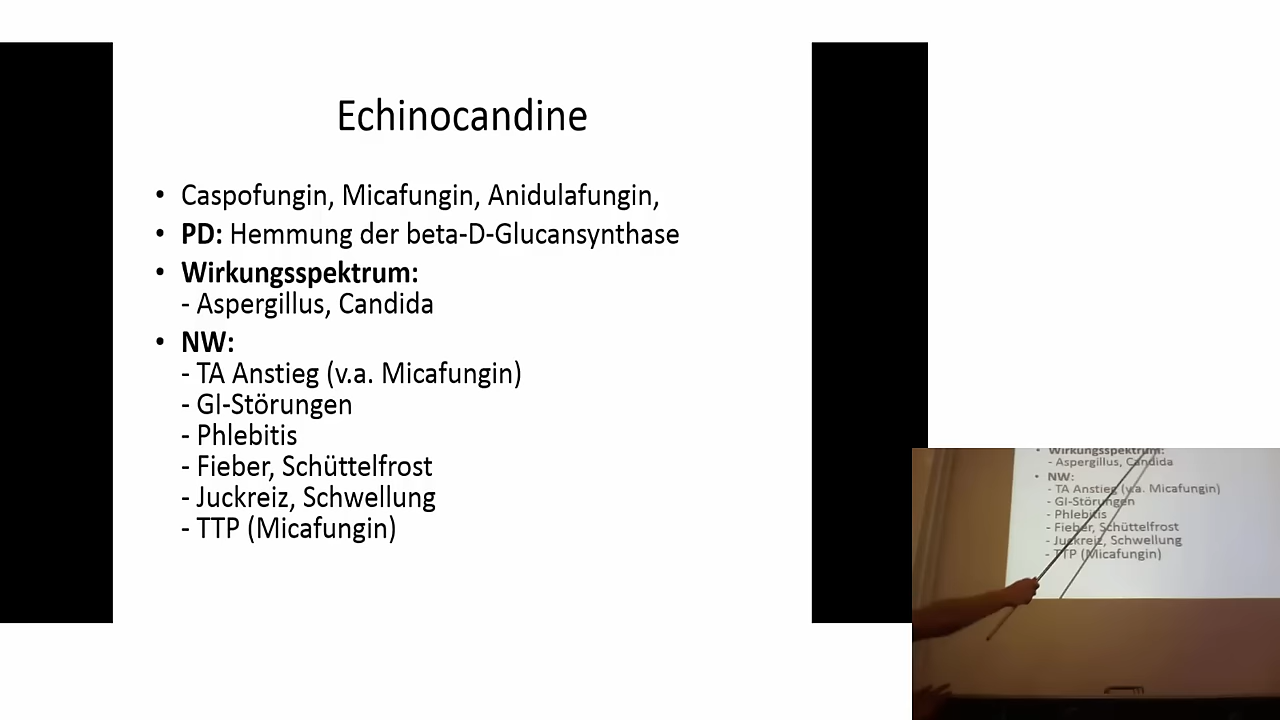 Echinocandine
• Caspofungin, Micafungin, Anidulafungin,
• PD: Hemmung der beta-D-Glucansynthase
• Wirkungsspektrum:
- Aspergillus, Candida
• NW:
- TA Anstieg (v.a. Micafungin)
- GI-Störungen
- Phlebitis
- Fieber, Schüttelfrost
- Juckreiz, Schwellung
- TTP (Micafungin)
• Wirkungsspektrum:
- Aspergillus, Candida
• NW:
- TA Anstieg (v.a. Micafungin)
- GI-Störungen
- Phlebitis
- Fieber, Schüttelfrost
- Juckreiz, Schwellung
- TTP (Micafungin)